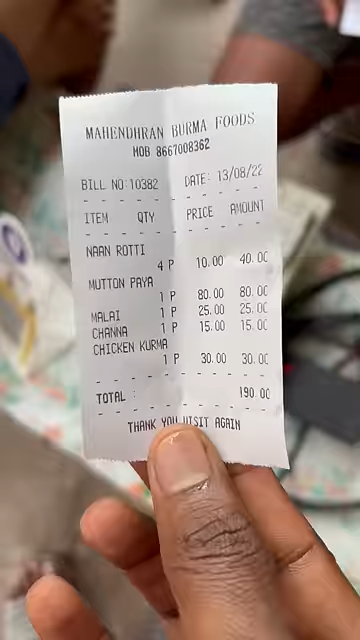 MAHENDHRAN BURMA FOODS
MOB 8667008362
BILL NO:10382 DATE: 13/08/22
- - - - - - - - - - - - - -
ITEM QTY PRICE AMOUNT
- - - - - - - - - - - - - -
NAAN ROTTI
4 P 10.00 40.00
MUTTON PAYA
1 P 80.00 80.00
MALAI 1 P 25.00 25.00
CHANNA 1 P 15.00 15.00
CHICKEN KURMA
1 P 30.00 30.00
- - - - - - - - - - - - - -
TOTAL : 190.00
- - - - - - - - - - - - - -
THANK YOU VISIT AGAIN